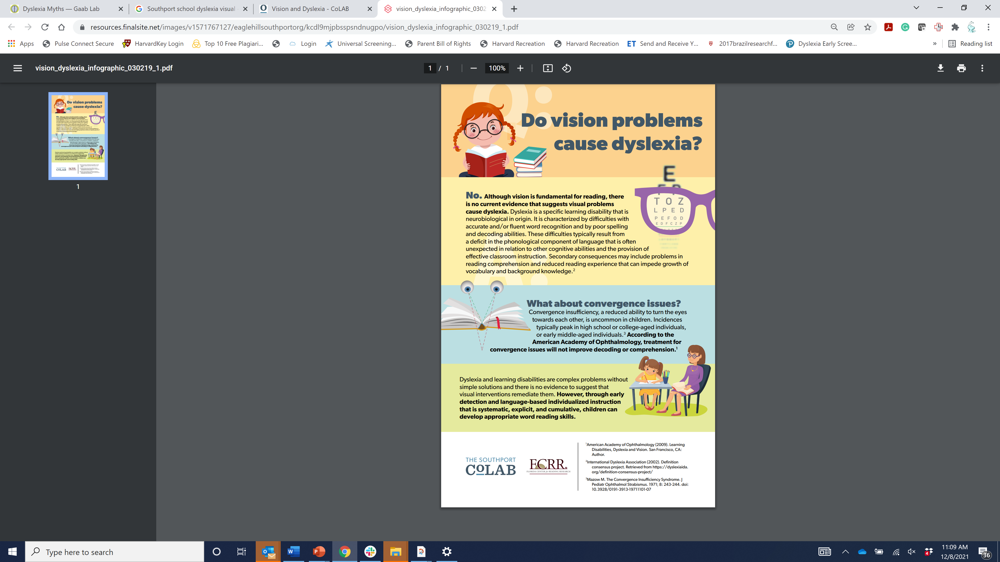 Dyslexia Myths — Gaab Lab
Southport school dyslexia visual
Vision and Dyslexia - CoLAB
vision_dyslexia_infographic_0302
resources.finalsite.net/images/v1571767127/eaglehillsouthportorg/kcdl9mjpbsspsndnugpo/vision_dyslexia_infographic_030219_1.pdf
Apps
Pulse Connect Secure
HarvardKey Login
Top 10 Free Plagiari...
Login
Universal Screening...
Parent Bill of Rights
Harvard Recreation
Harvard Recreation
ET Send and Receive Y...
2017brazilresearchf...
Dyslexia Early Scree...
»
Reading list
vision_dyslexia_infographic_030219_1.pdf
1 / 1
100%
1
Q:
Do vision problems
cause dyslexia?
E
F P
T O Z
L P E D
P E F O D
E D F C Z P
A:
No. Although vision is fundamental for reading, there
is no current evidence that suggests visual problems
cause dyslexia. Dyslexia is a specific learning disability that is
neurobiological in origin. It is characterized by difficulties with
accurate and/or fluent word recognition and by poor spelling
and decoding abilities. These difficulties typically result from
a deficit in the phonological component of language that is often
unexpected in relation to other cognitive abilities and the provision of
effective classroom instruction. Secondary consequences may include problems in
reading comprehension and reduced reading experience that can impede growth of
vocabulary and background knowledge.2
What about convergence issues?
Convergence insufficiency, a reduced ability to turn the eyes
towards each other, is uncommon in children. Incidences
typically peak in high school or college-aged individuals,
or early middle-aged individuals.3 According to the
American Academy of Ophthalmology, treatment for
convergence issues will not improve decoding or comprehension.1
Dyslexia and learning disabilities are complex problems without
simple solutions and there is no evidence to suggest that
visual interventions remediate them. However, through early
detection and language-based individualized instruction
that is systematic, explicit, and cumulative, children can
develop appropriate word reading skills.
THE SOUTHPORT
COLAB
FCRR
FLORIDA CENTER for READING RESEARCH
1American Academy of Ophthalmology (2009). Learning
Disabilities, Dyslexia and Vision. San Francisco, CA:
Author.
2International Dyslexia Association (2002). Definition
consensus project. Retrieved from https://dyslexiaida.
org/definition-consensus-project/
3Mazow M. The Convergence Insufficiency Syndrome. J
Pediatr Ophthalmol Strabismus. 1971; 8: 243-244. doi:
10.3928/0191-3913-19711101-07
Type here to search
11:09 AM
12/8/2021
4
36